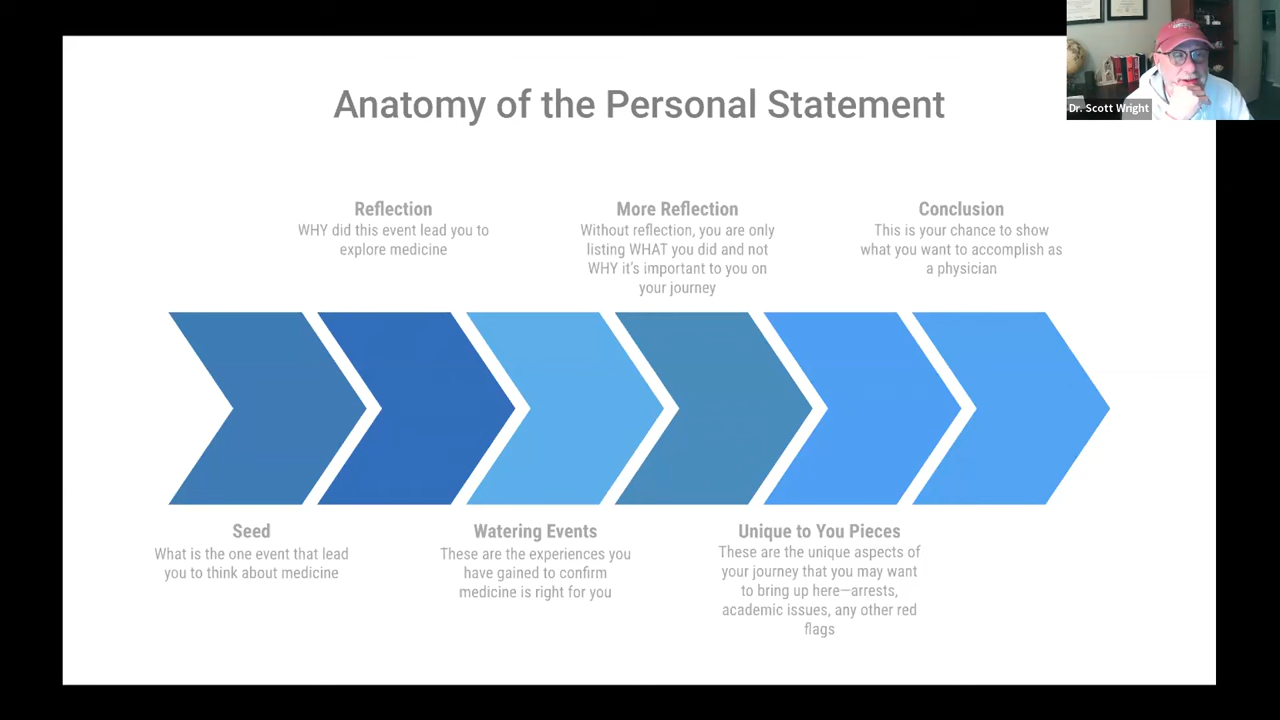 Anatomy of the Personal Statement
Dr. Scott Wright
Reflection
WHY did this event lead you to
explore medicine
More Reflection
Without reflection, you are only
listing WHAT you did and not
WHY it's important to you on
your journey
Conclusion
This is your chance to show
what you want to accomplish as
a physician
Seed
What is the one event that lead
you to think about medicine
Watering Events
These are the experiences you
have gained to confirm
medicine is right for you
Unique to You Pieces
These are the unique aspects of
your journey that you may want
to bring up here—arrests,
academic issues, any other red
flags